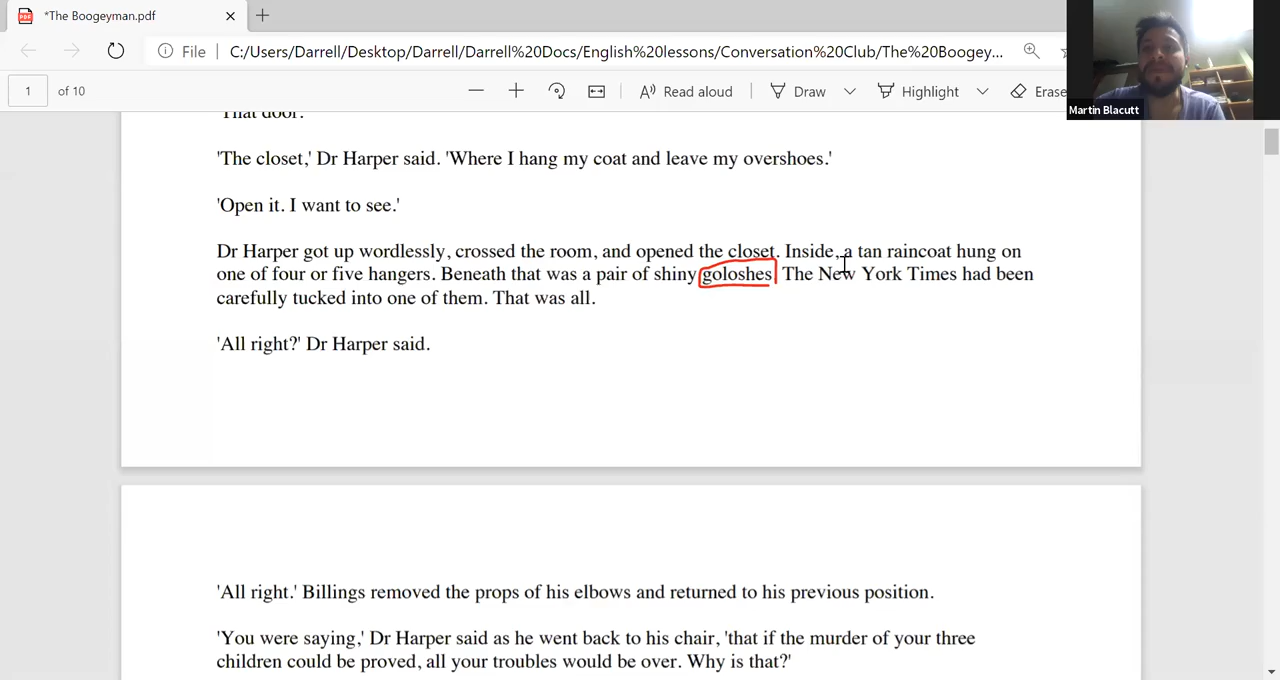 *The Boogeyman.pdf
File
C:/Users/Darrell/Desktop/Darrell/Darrell%20Docs/English%20lessons/Conversation%20Club/The%20Boogey...
1 of 10
Read aloud Draw Highlight Erase
Martin Blacutt
'That door.'
'The closet,' Dr Harper said. 'Where I hang my coat and leave my overshoes.'
'Open it. I want to see.'
Dr Harper got up wordlessly, crossed the room, and opened the closet. Inside, a tan raincoat hung on
one of four or five hangers. Beneath that was a pair of shiny goloshes The New York Times had been
carefully tucked into one of them. That was all.
'All right?' Dr Harper said.
'All right.' Billings removed the props of his elbows and returned to his previous position.
'You were saying,' Dr Harper said as he went back to his chair, 'that if the murder of your three
children could be proved, all your troubles would be over. Why is that?'